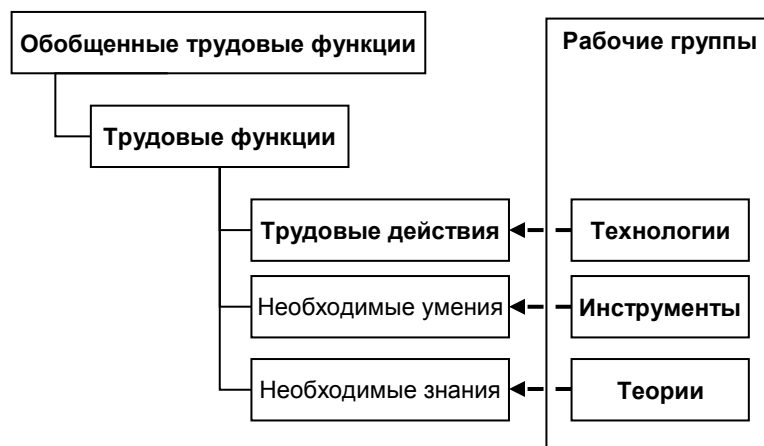 Обобщенные трудовые функции
Рабочие группы
Трудовые функции
Трудовые действия
Технологии
Необходимые умения
Инструменты
Необходимые знания
Теории